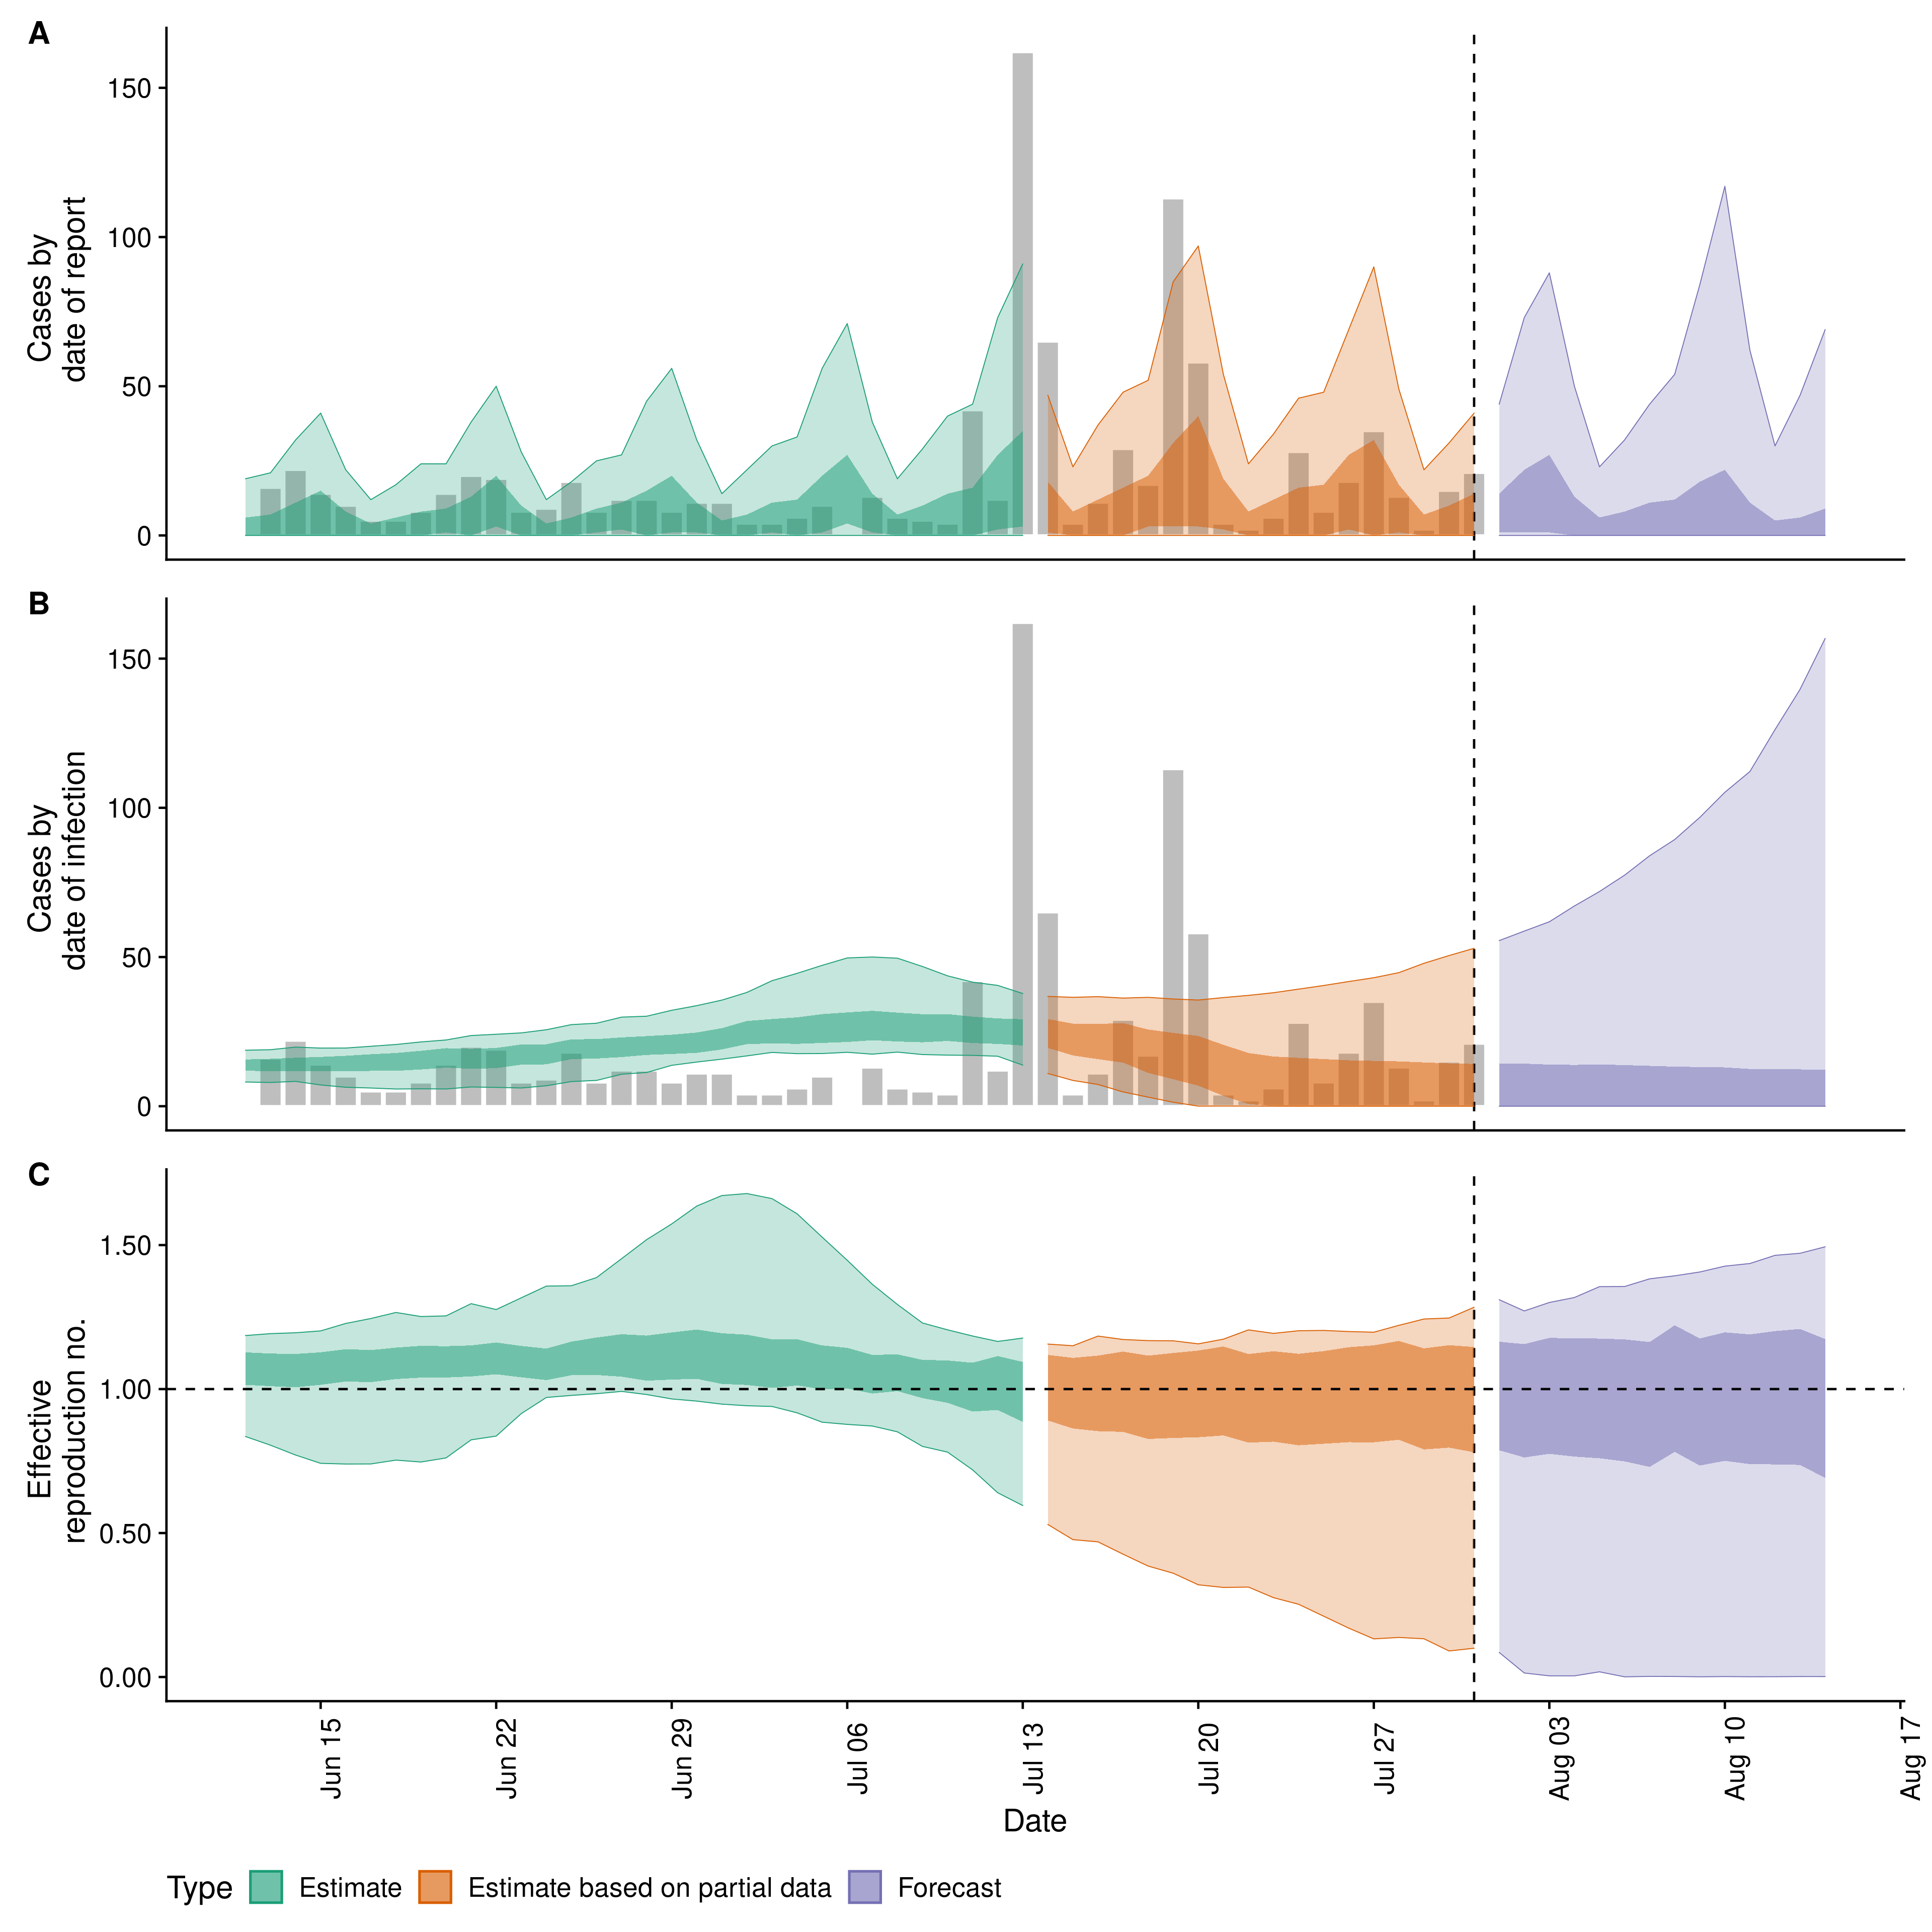 A
Cases by
date of report
150
100
50
0
B
Cases by
date of infection
150
100
50
0
C
Effective
reproduction no.
1.50
1.00
0.50
0.00
Jun 15
Jun 22
Jun 29
Jul 06
Jul 13
Jul 20
Jul 27
Aug 03
Aug 10
Aug 17
Date
Type Estimate Estimate based on partial data Forecast